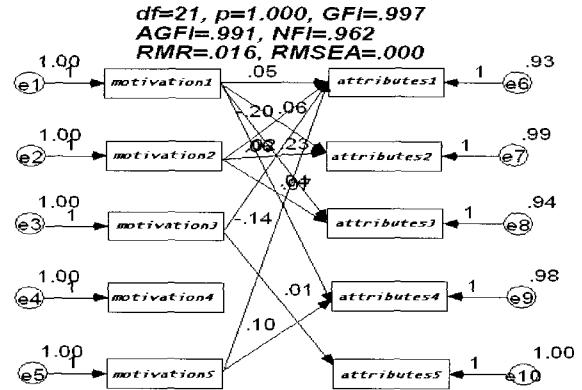 df=21, p=1.000, GFI=.997
AGFI=.991, NFI=.962
RMR=.016, RMSEA=.000
1.00 .05 .93
e1 1 motivation1 attributes1 1 e6
-.20 .06
1.00 .23 .99
e2 1 motivation2 attributes2 1 e7
1.00 .94
e3 1 motivation3 attributes3 1 e8
-.14
1.00 .01 .98
e4 motivation4 attributes4 1 e9
.10
1.00 1.00
e5 1 motivation5 attributes5 1 e10